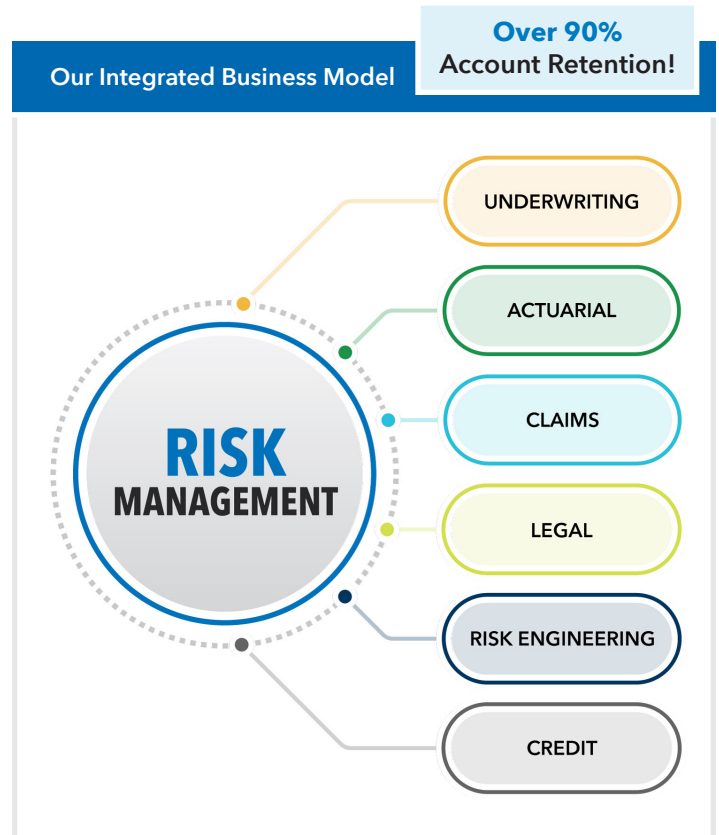 Over 90%
Account Retention!
Our Integrated Business Model
UNDERWRITING
ACTUARIAL
CLAIMS
RISK
MANAGEMENT
LEGAL
RISK ENGINEERING
CREDIT